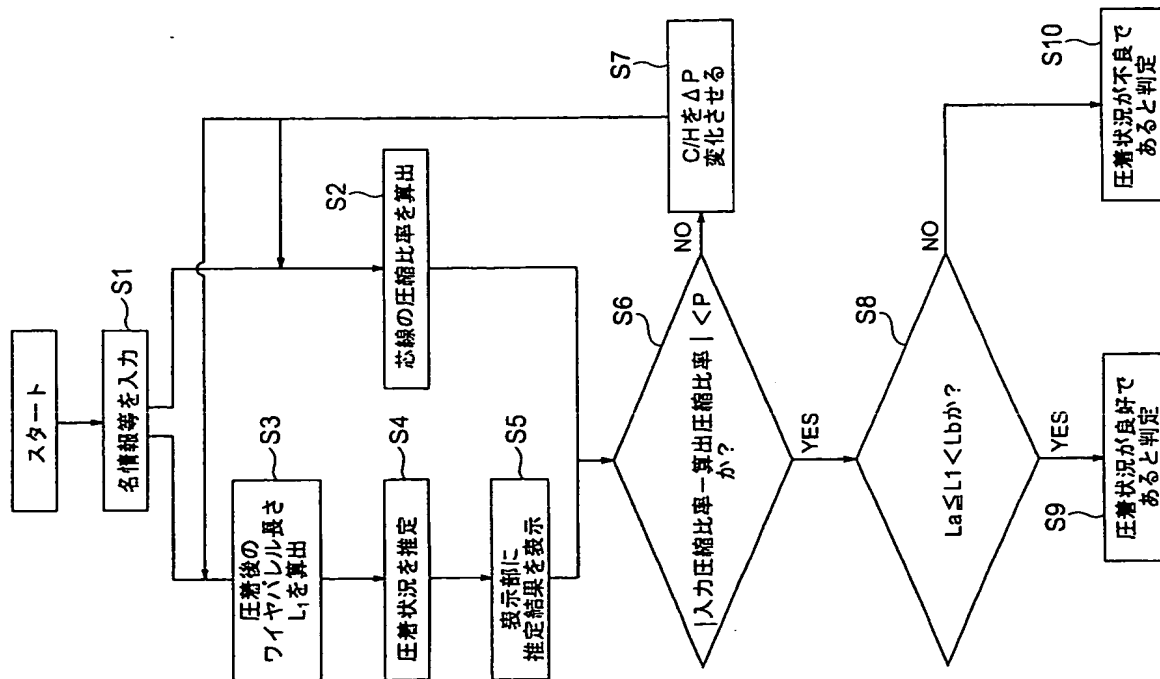 スタート
名情報等を入力
S1
圧着後の
ワイヤバレル長さ
L₁を算出
S3
芯線の圧縮比率を算出
S2
圧着状況を推定
S4
表示部に
推定結果を表示
S5
|入力圧縮比率－算出圧縮比率|<P
か?
S6
NO
C/HをΔP
変化させる
S7
YES
La≦L1<Lbか?
S8
NO
YES
圧着状況が良好で
あると判定
S9
圧着状況が不良で
あると判定
S10